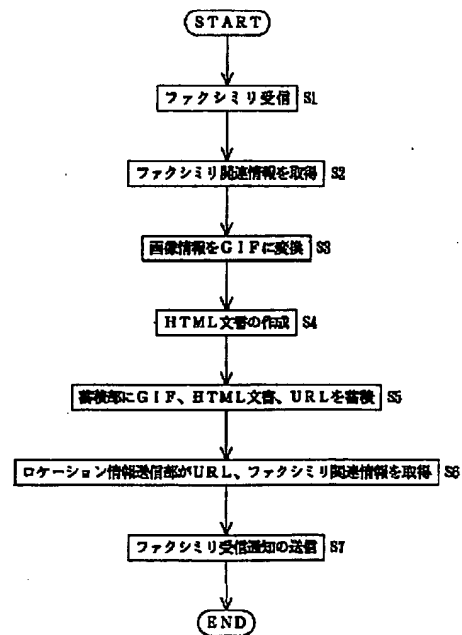 START
ファクシミリ受信 S1
ファクシミリ関連情報を取得 S2
画像情報をGIFに変換 S3
HTML文書の作成 S4
蓄積部にGIF、HTML文書、URLを蓄積 S5
ロケーション情報送信部がURL、ファクシミリ関連情報を取得 S6
ファクシミリ受信通知の送信 S7
END